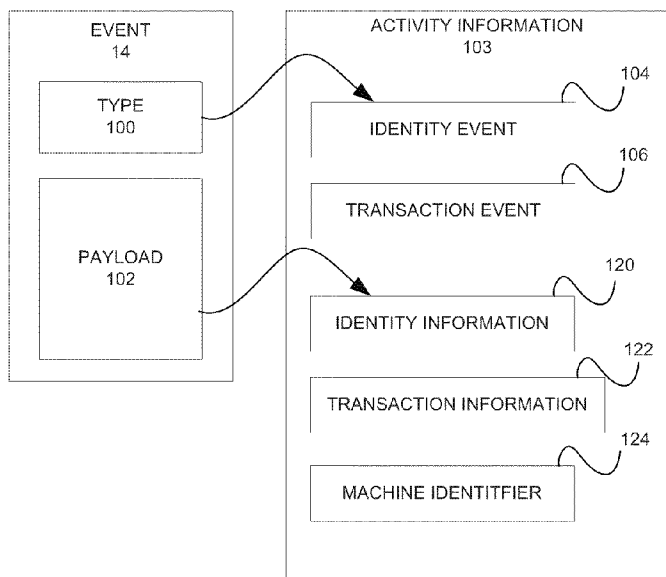 EVENT
14
TYPE
100
PAYLOAD
102
ACTIVITY INFORMATION
103
104
IDENTITY EVENT
106
TRANSACTION EVENT
120
IDENTITY INFORMATION
122
TRANSACTION INFORMATION
124
MACHINE IDENTITFIER